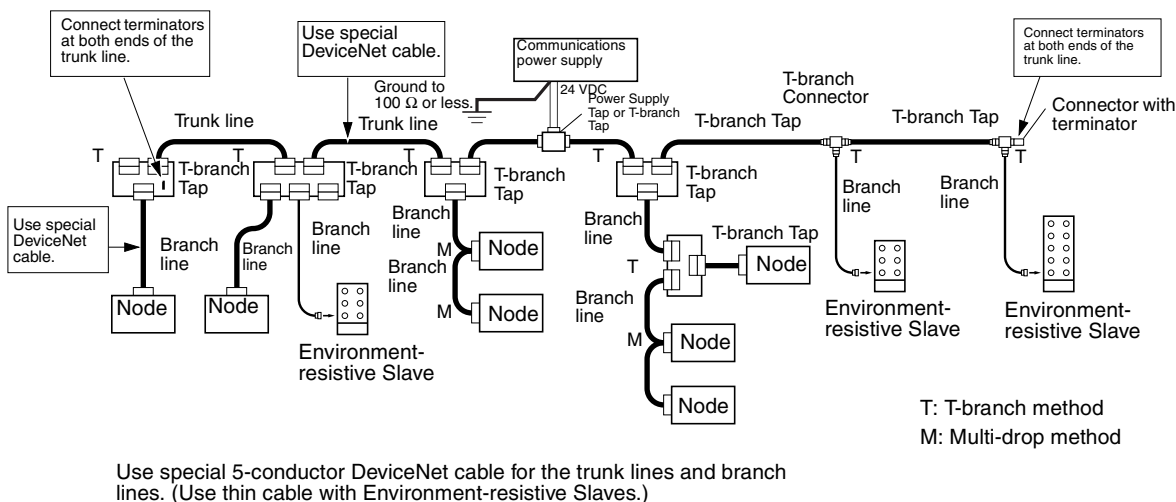 Connect terminators
at both ends of the
trunk line.
Use special
DeviceNet cable.
Communications
power supply
Connect terminators
at both ends of the
trunk line.
Ground to
100 Ω or less.
24 VDC
Power Supply
Tap or T-branch
Tap
T-branch
Connector
Connector with
terminator
Trunk line
Trunk line
T-branch Tap
T-branch Tap
T
T
T
T
T
T
T-branch
Tap
T-branch
Tap
T-branch
Tap
T-branch
Tap
Use special
DeviceNet
cable.
Branch
line
Branch
line
Branch
line
Branch
line
M
Branch
line
M
Node
Node
Branch
line
T
T-branch Tap
Node
Branch
line
M
Node
Node
Branch
line
Branch
line
Node
Node
Environment-
resistive Slave
Environment-
resistive Slave
Environment-
resistive Slave
T: T-branch method
M: Multi-drop method
Use special 5-conductor DeviceNet cable for the trunk lines and branch
lines. (Use thin cable with Environment-resistive Slaves.)